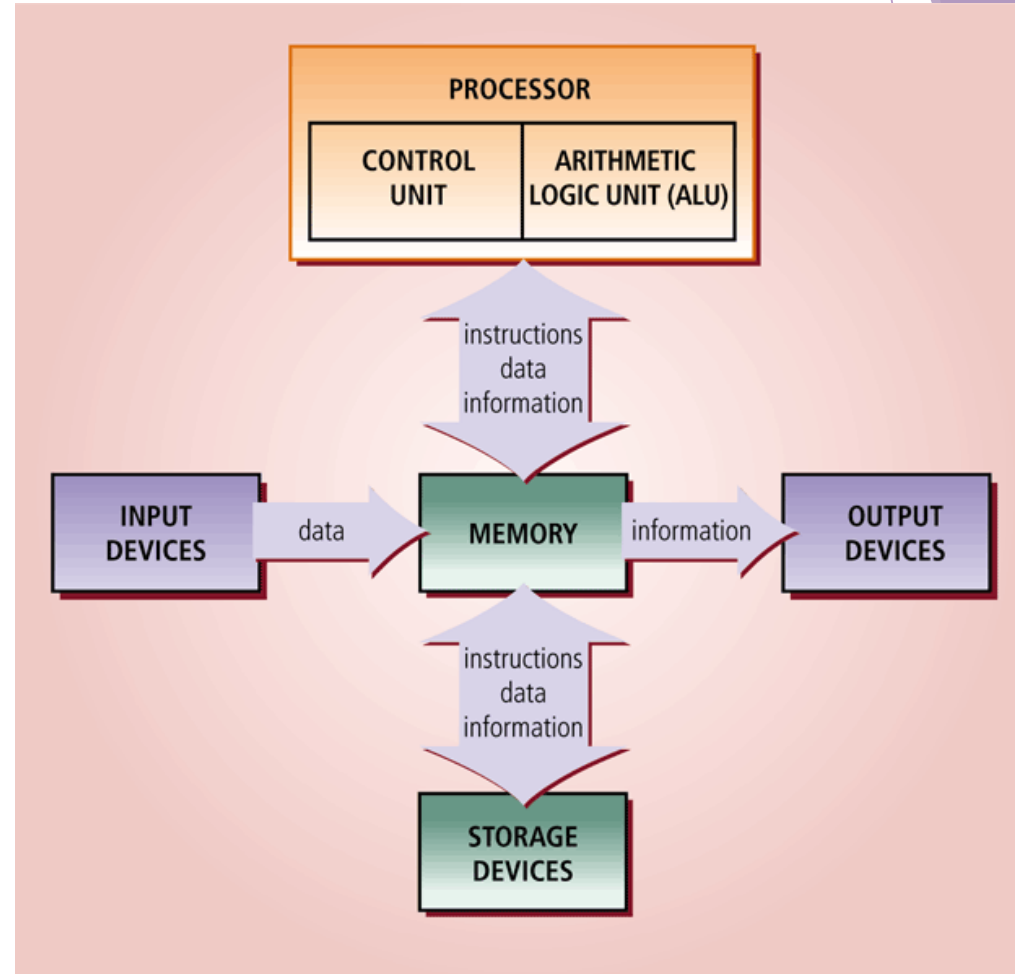 PROCESSOR
CONTROL
UNIT
ARITHMETIC
LOGIC UNIT (ALU)
instructions
data
information
INPUT
DEVICES
data
MEMORY
information
OUTPUT
DEVICES
instructions
data
information
STORAGE
DEVICES